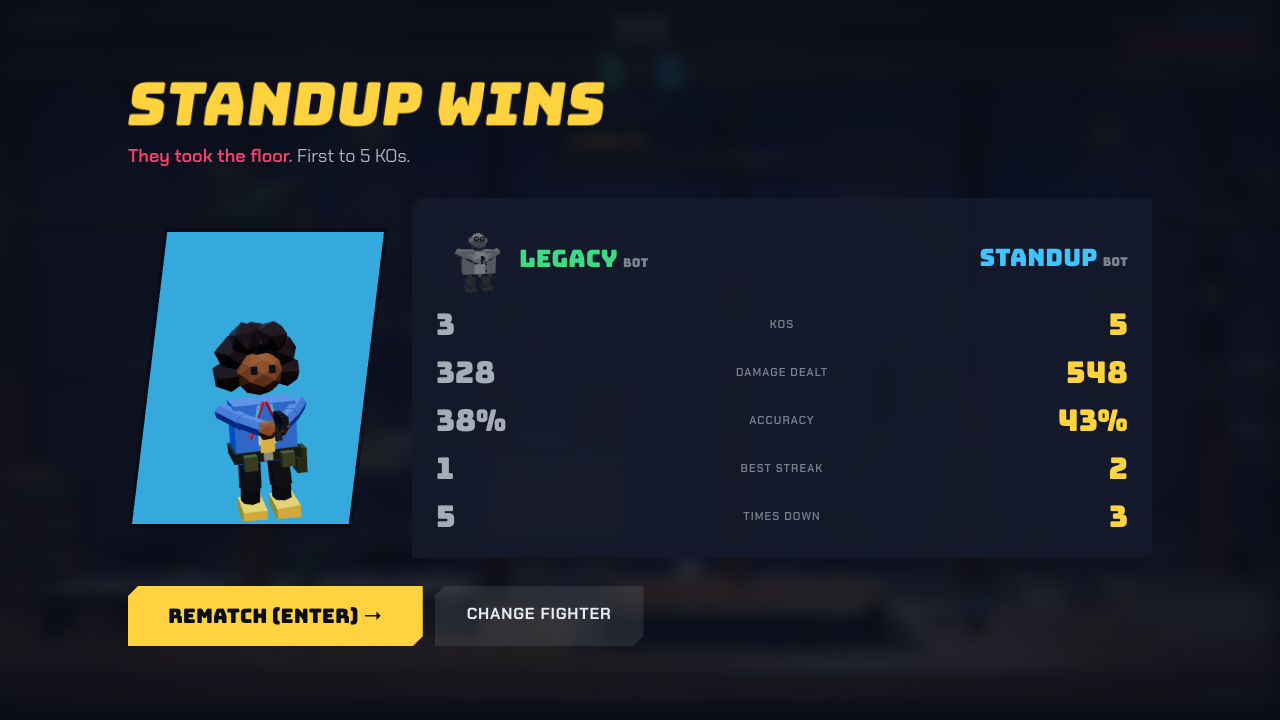 STANDUP WINS
They took the floor. First to 5 KOs.
LEGACY BOT
STANDUP BOT
3 KOS 5
328 DAMAGE DEALT 548
38% ACCURACY 43%
1 BEST STREAK 2
5 TIMES DOWN 3
REMATCH (ENTER) →
CHANGE FIGHTER